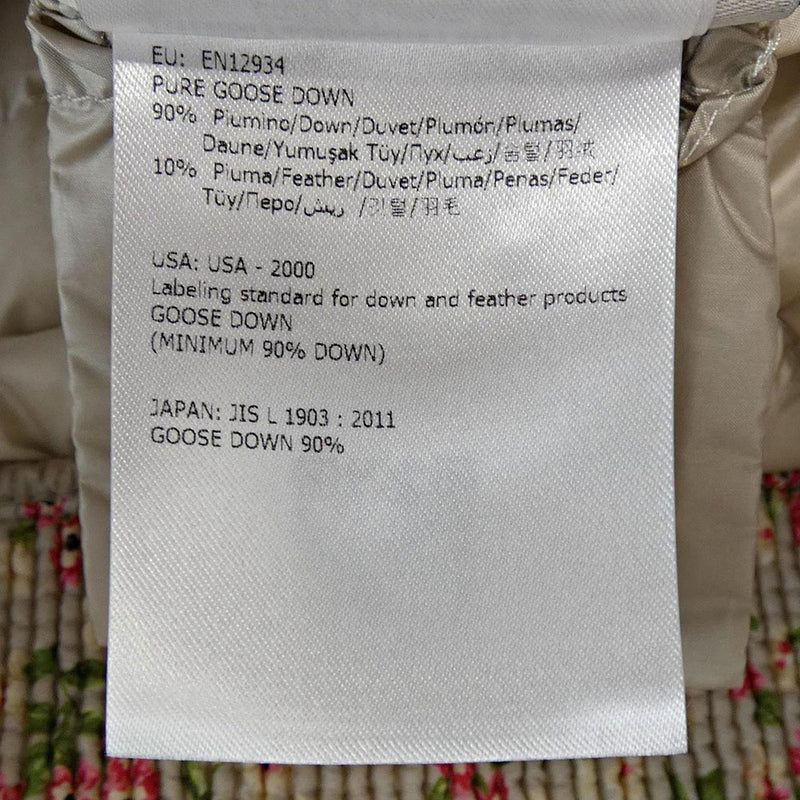 EU: EN12934
PURE GOOSE DOWN
90% Piumino/Down/Duvet/Plumón/Plumas/
Daune/Yumuşak Tüy/Пух/زغب/솜털/羽绒
10% Piuma/Feather/Duvet/Pluma/Penas/Feder/
Tüy/Перо/ريش /깃털/羽毛
USA: USA - 2000
Labeling standard for down and feather products
GOOSE DOWN
(MINIMUM 90% DOWN)
JAPAN: JIS L 1903 : 2011
GOOSE DOWN 90%